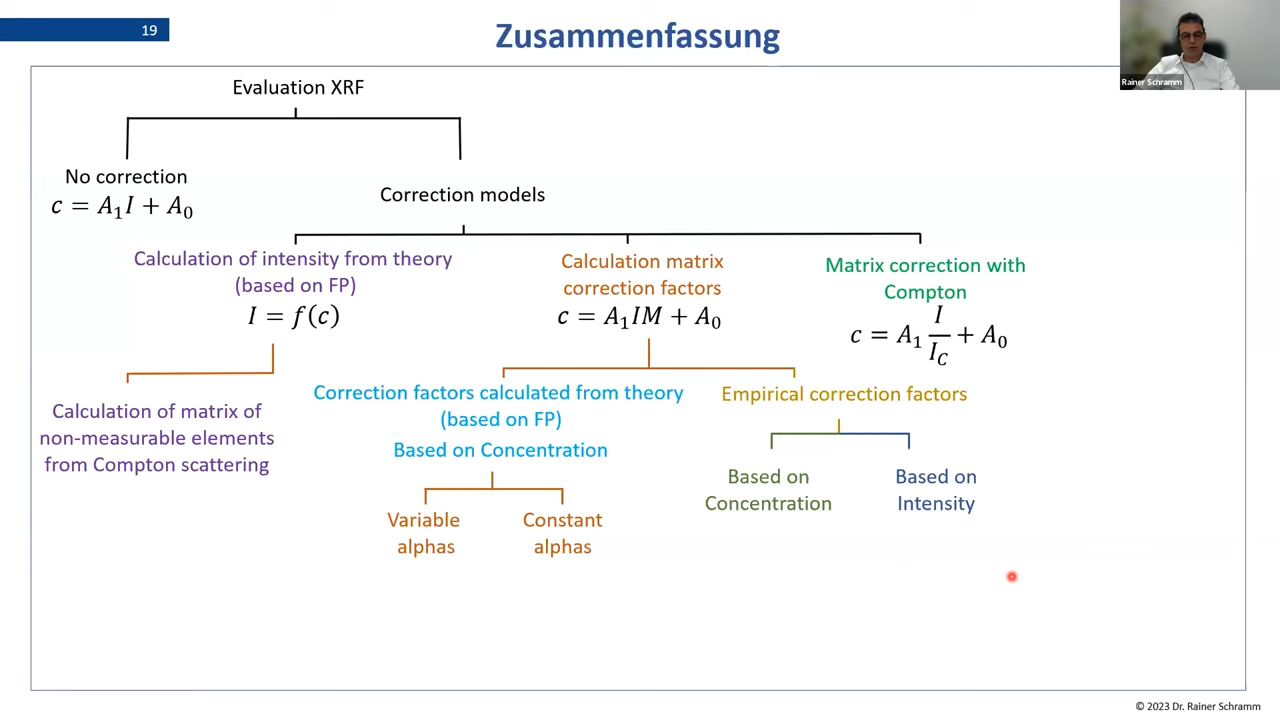 19
Zusammenfassung
Rainer Schramm
Evaluation XRF
No correction
c = A₁I + A₀
Correction models
Calculation of intensity from theory
(based on FP)
I = f(c)
Calculation matrix
correction factors
c = A₁IM + A₀
Matrix correction with
Compton
c = A₁ I/I_C + A₀
Calculation of matrix of
non-measurable elements
from Compton scattering
Correction factors calculated from theory
(based on FP)
Based on Concentration
Variable
alphas
Constant
alphas
Empirical correction factors
Based on
Concentration
Based on
Intensity
© 2023 Dr. Rainer Schramm